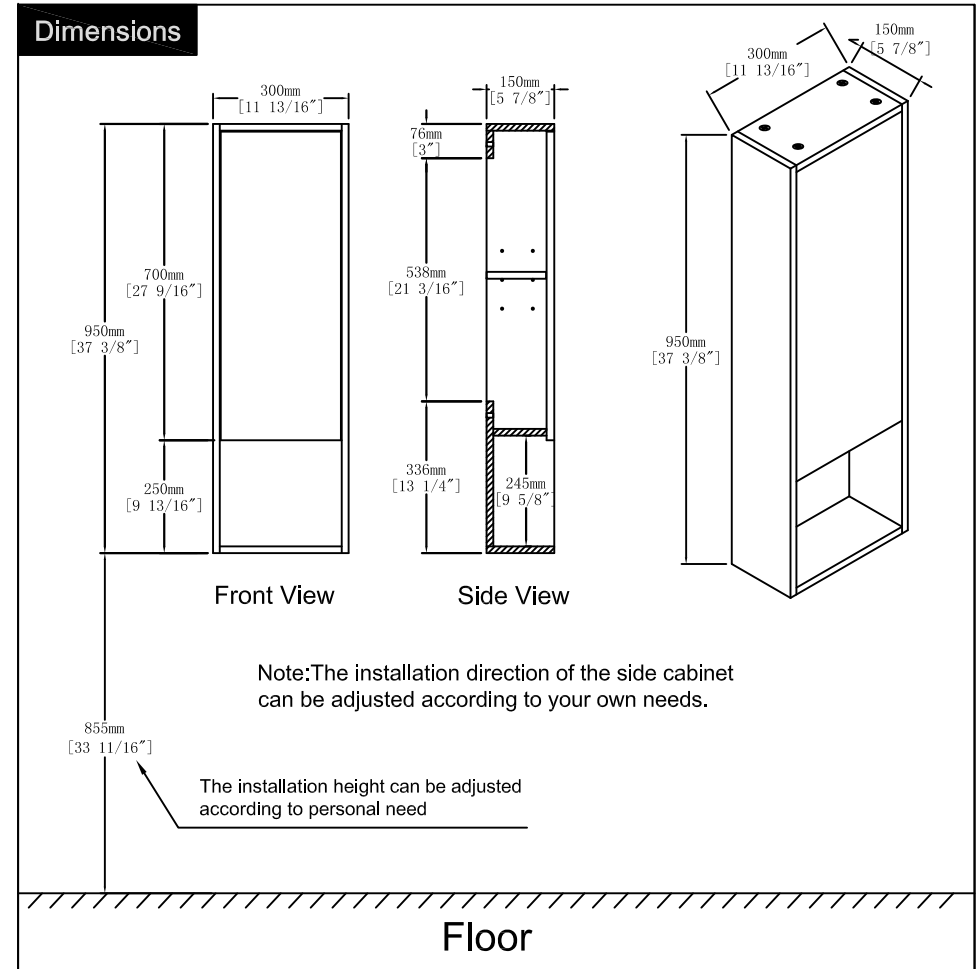 Dimensions
300mm
[11 13/16″]
700mm
[27 9/16″]
950mm
[37 3/8″]
250mm
[9 13/16″]
Front View
150mm
[5 7/8″]
76mm
[3″]
538mm
[21 3/16″]
336mm
[13 1/4″]
245mm
[9 5/8″]
Side View
300mm
[11 13/16″]
150mm
[5 7/8″]
950mm
[37 3/8″]
Note:The installation direction of the side cabinet
can be adjusted according to your own needs.
855mm
[33 11/16″]
The installation height can be adjusted
according to personal need
Floor